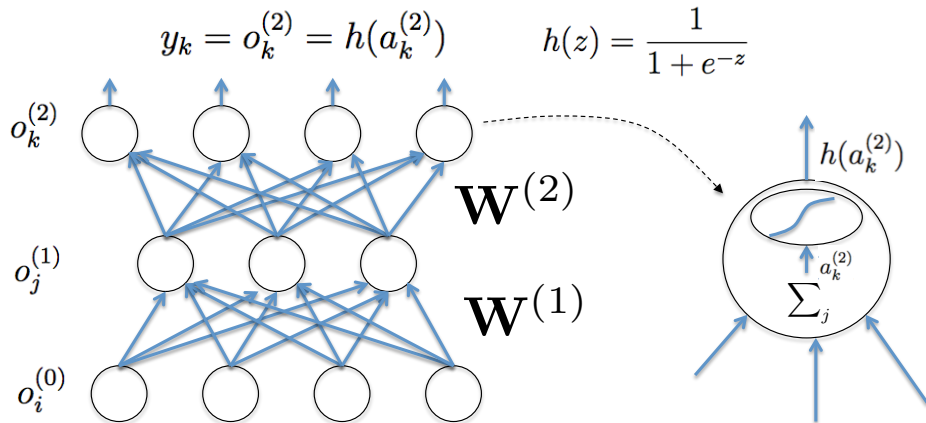 y_k = o_k^{(2)} = h(a_k^{(2)})
h(z) = \frac{1}{1 + e^{-z}}
o_k^{(2)}
h(a_k^{(2)})
W^{(2)}
o_j^{(1)}
a_k^{(2)}
\sum_j
W^{(1)}
o_i^{(0)}